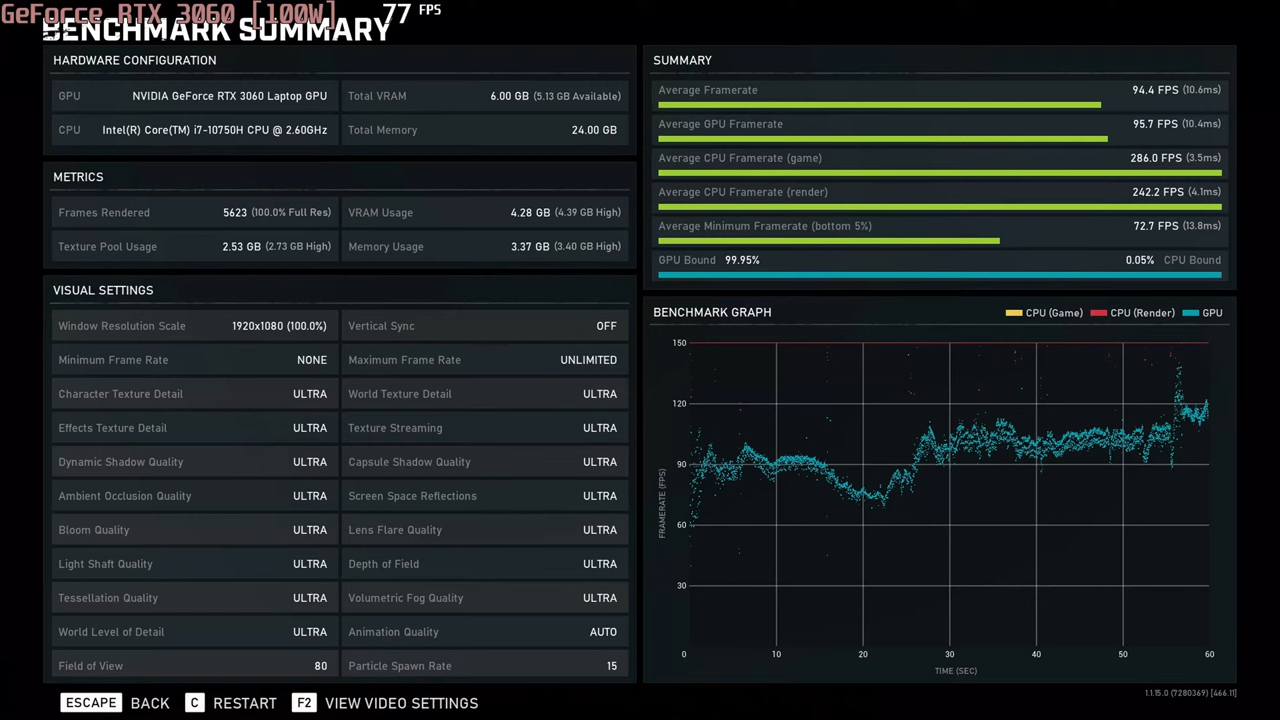 GeForce RTX 3060 [100W] 77 FPS
BENCHMARK SUMMARY
HARDWARE CONFIGURATION
GPU NVIDIA GeForce RTX 3060 Laptop GPU Total VRAM 6.00 GB (5.13 GB Available)
CPU Intel(R) Core(TM) i7-10750H CPU @ 2.60GHz Total Memory 24.00 GB
METRICS
Frames Rendered 5623 (100.0% Full Res) VRAM Usage 4.28 GB (4.39 GB High)
Texture Pool Usage 2.53 GB (2.73 GB High) Memory Usage 3.37 GB (3.40 GB High)
VISUAL SETTINGS
Window Resolution Scale 1920x1080 (100.0%) Vertical Sync OFF
Minimum Frame Rate NONE Maximum Frame Rate UNLIMITED
Character Texture Detail ULTRA World Texture Detail ULTRA
Effects Texture Detail ULTRA Texture Streaming ULTRA
Dynamic Shadow Quality ULTRA Capsule Shadow Quality ULTRA
Ambient Occlusion Quality ULTRA Screen Space Reflections ULTRA
Bloom Quality ULTRA Lens Flare Quality ULTRA
Light Shaft Quality ULTRA Depth of Field ULTRA
Tessellation Quality ULTRA Volumetric Fog Quality ULTRA
World Level of Detail ULTRA Animation Quality AUTO
Field of View 80 Particle Spawn Rate 15
SUMMARY
Average Framerate 94.4 FPS (10.6ms)
Average GPU Framerate 95.7 FPS (10.4ms)
Average CPU Framerate (game) 286.0 FPS (3.5ms)
Average CPU Framerate (render) 242.2 FPS (4.1ms)
Average Minimum Framerate (bottom 5%) 72.7 FPS (13.8ms)
GPU Bound 99.95% 0.05% CPU Bound
BENCHMARK GRAPH CPU (Game) CPU (Render) GPU
150
120
90
60
30
FRAMERATE (FPS)
0 10 20 30 40 50 60
TIME (SEC)
ESCAPE BACK C RESTART F2 VIEW VIDEO SETTINGS
1.1.15.0 (7280369) [466.11]